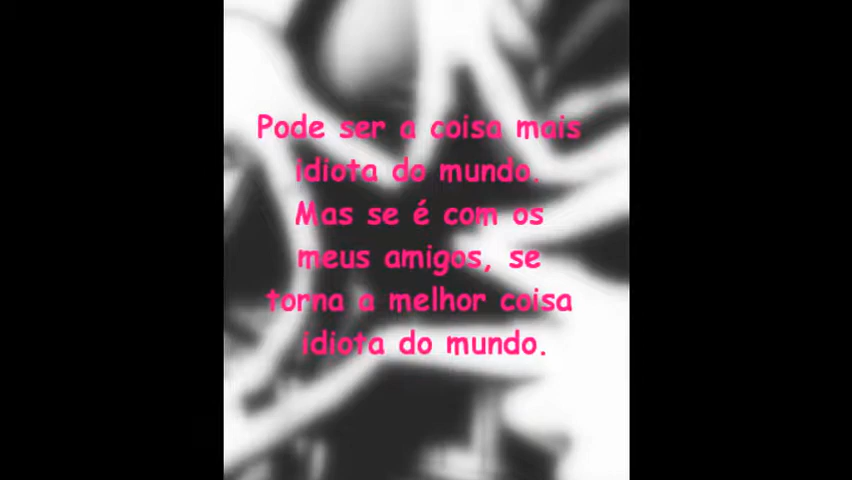 Pode ser a coisa mais
idiota do mundo.
Mas se é com os
meus amigos, se
torna a melhor coisa
idiota do mundo.